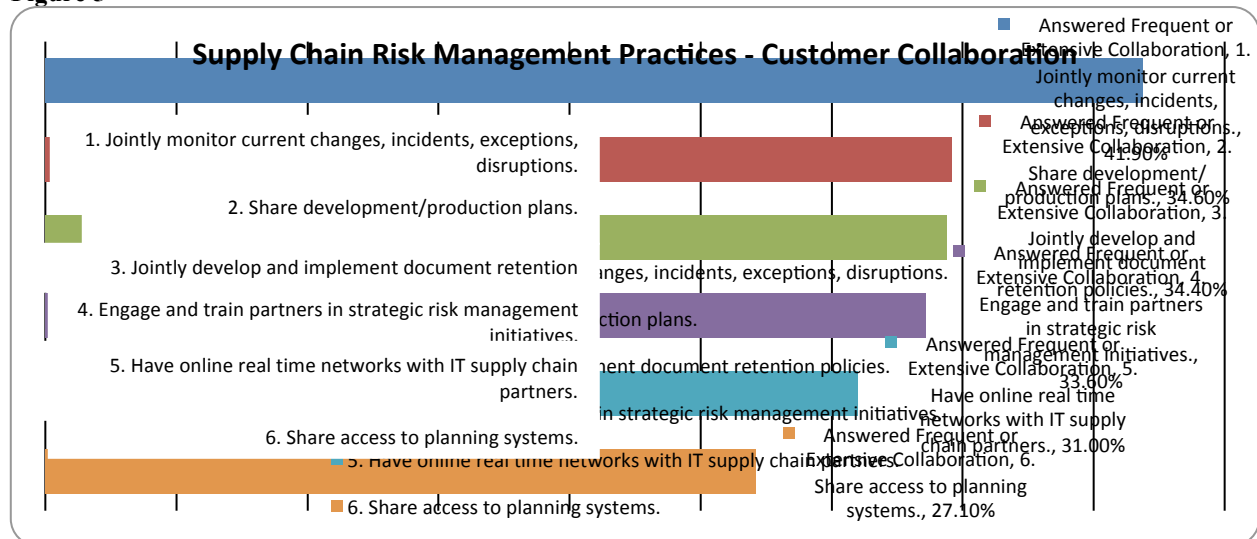 Supply Chain Risk Management Practices - Customer Collaboration
1. Jointly monitor current changes, incidents, exceptions,
disruptions.
2. Share development/production plans.
3. Jointly develop and implement document retention
4. Engage and train partners in strategic risk management
initiatives.
5. Have online real time networks with IT supply chain
partners.
6. Share access to planning systems.
anges, incidents, exceptions, disruptions.
ction plans.
ent document retention policies.
in strategic risk management initiatives.
5. Have online real time networks with IT supply chain partners.
6. Share access to planning systems.
Answered Frequent or
Extensive Collaboration, 1.
Jointly monitor current
changes, incidents,
exceptions, disruptions.,
41.90%
Answered Frequent or
Extensive Collaboration, 2.
Share development/
production plans., 34.60%
Answered Frequent or
Extensive Collaboration, 3.
Jointly develop and
implement document
retention policies., 34.40%
Answered Frequent or
Extensive Collaboration, 4.
Engage and train partners
in strategic risk
management initiatives.,
33.60%
Answered Frequent or
Extensive Collaboration, 5.
Have online real time
networks with IT supply
chain partners., 31.00%
Answered Frequent or
Extensive Collaboration, 6.
Share access to planning
systems., 27.10%